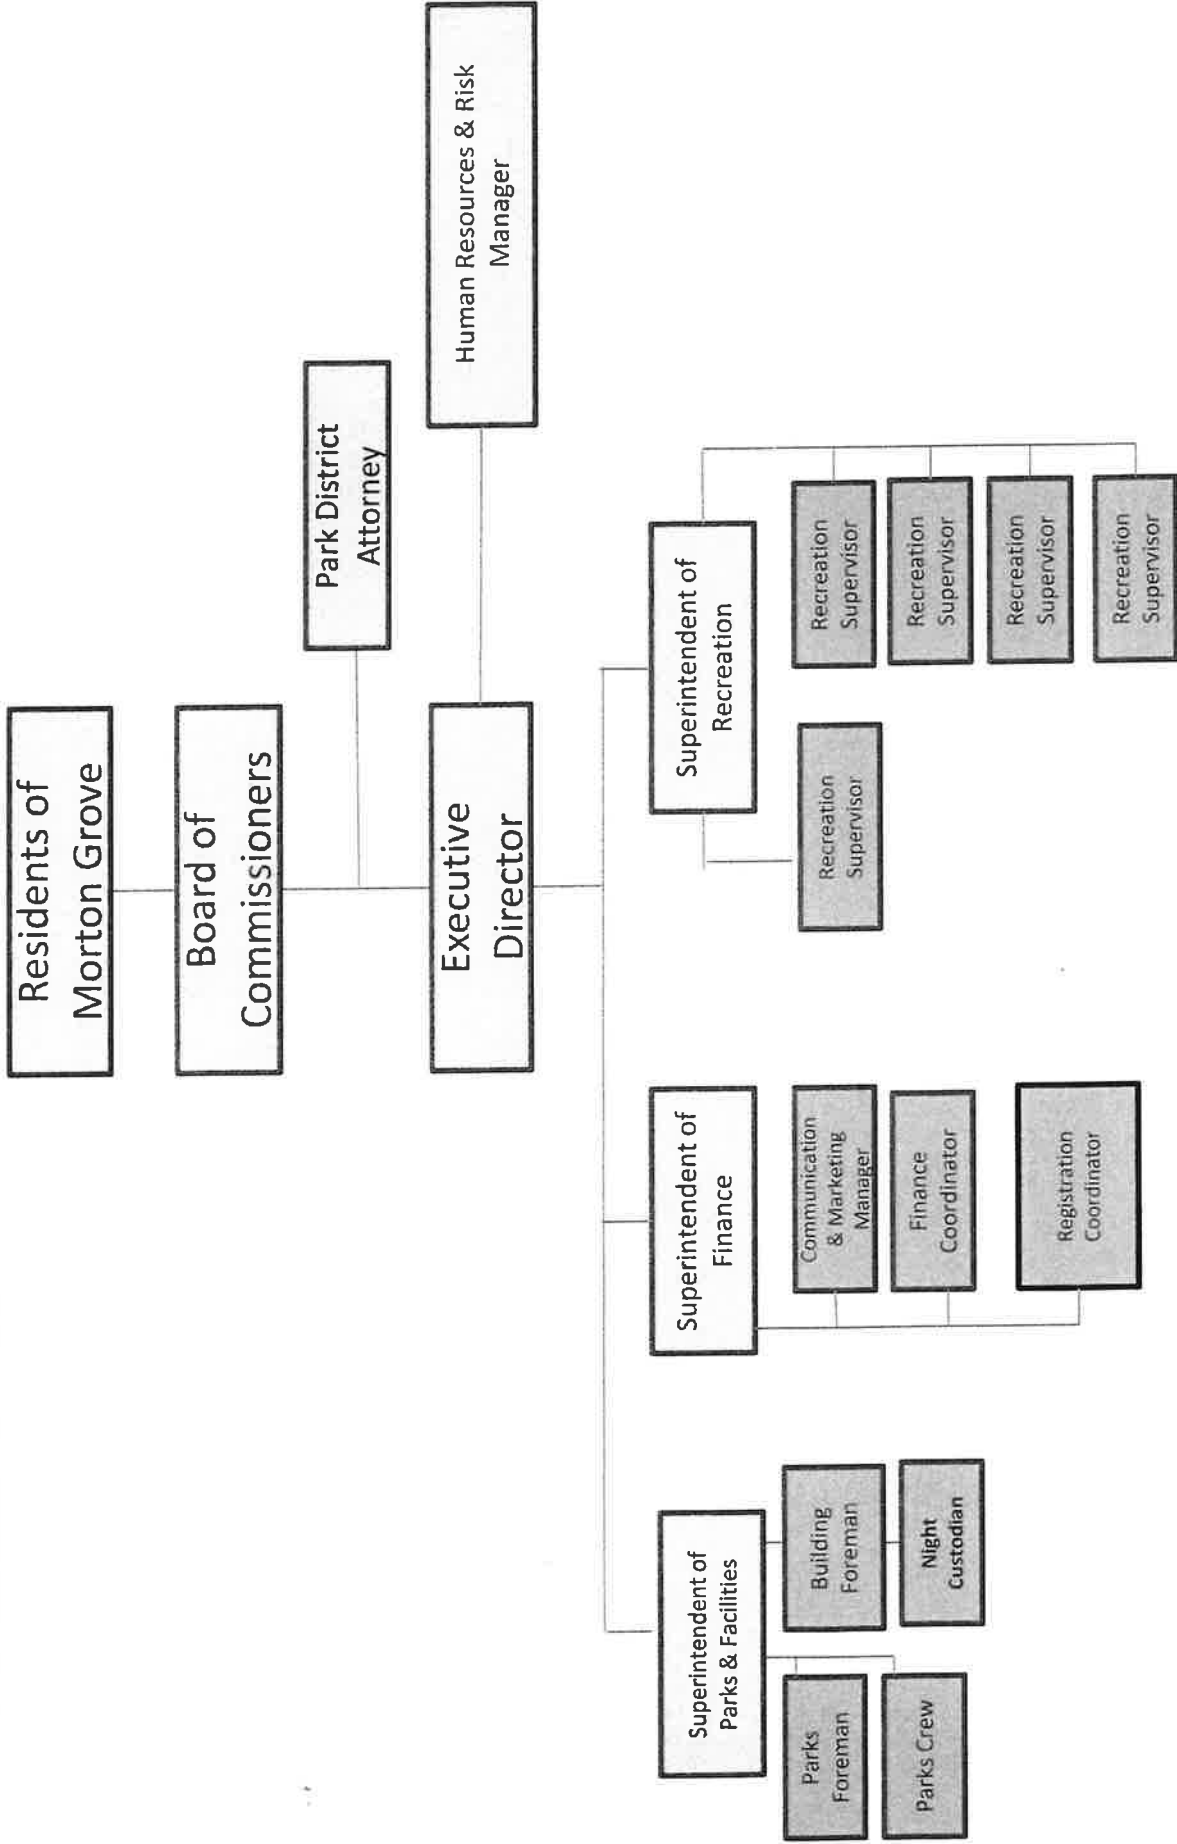 Residents of
Morton Grove
Board of
Commissioners
Park District
Attorney
Executive
Director
Human Resources & Risk
Manager
Superintendent of
Parks & Facilities
Superintendent of
Finance
Superintendent of
Recreation
Parks
Foreman
Parks Crew
Building
Foreman
Night
Custodian
Communication
& Marketing
Manager
Finance
Coordinator
Registration
Coordinator
Recreation
Supervisor
Recreation
Supervisor
Recreation
Supervisor
Recreation
Supervisor
Recreation
Supervisor